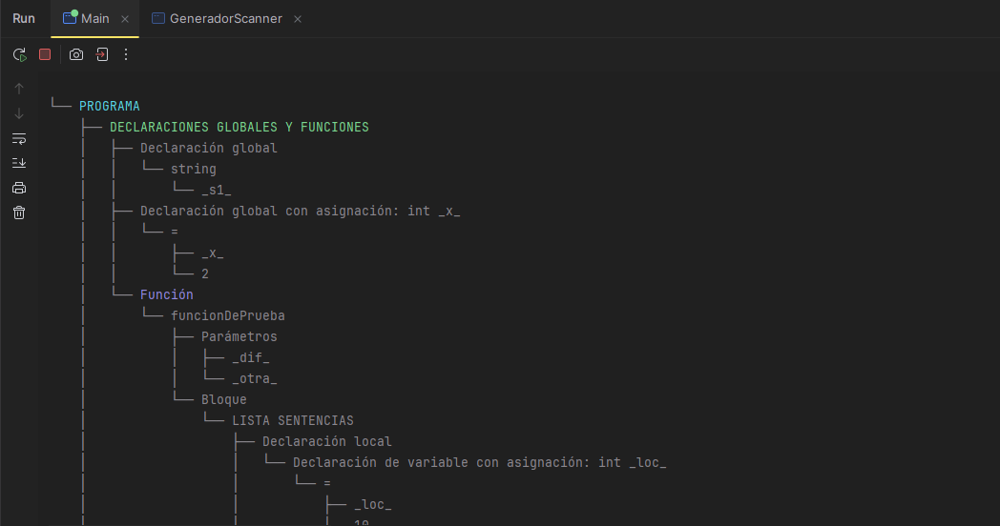 Run Main GeneradorScanner
PROGRAMA
DECLARACIONES GLOBALES Y FUNCIONES
Declaración global
string
_s1_
Declaración global con asignación: int _x_
=
_x_
2
Función
funcionDePrueba
Parámetros
_dif_
_otra_
Bloque
LISTA SENTENCIAS
Declaración local
Declaración de variable con asignación: int _loc_
=
_loc_
10